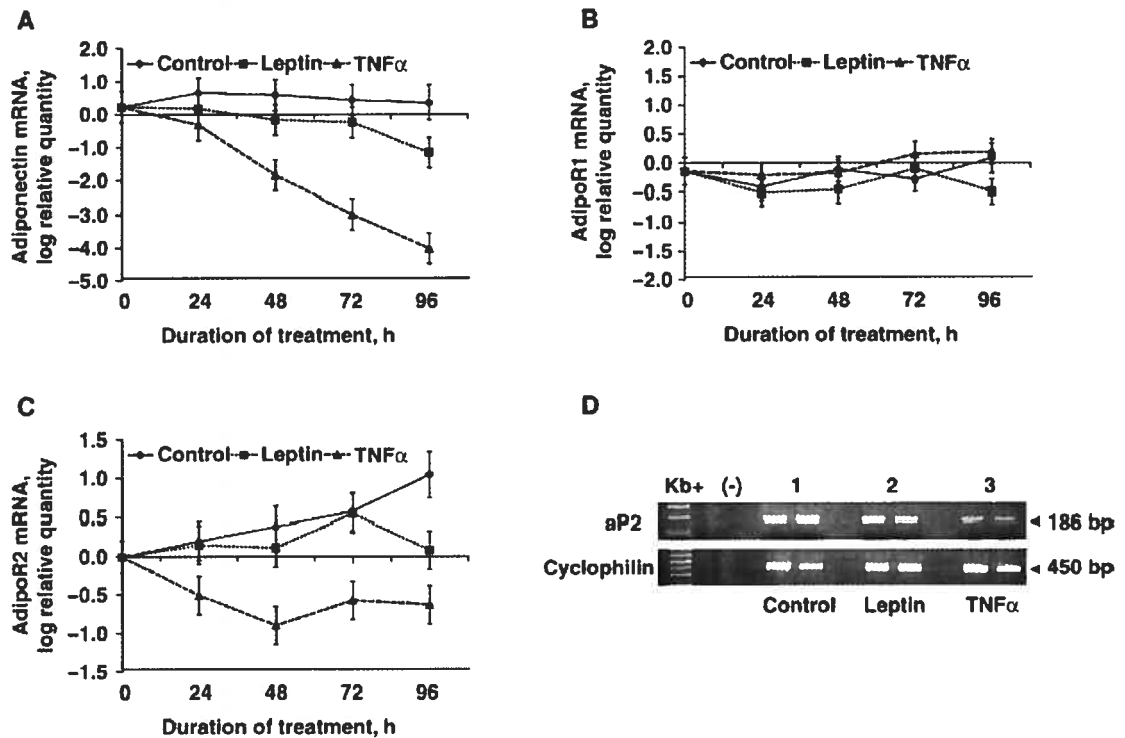 A
Adiponectin mRNA,
log relative quantity
2.0
1.0
0.0
−1.0
−2.0
−3.0
−4.0
−5.0
Control Leptin TNFα
0 24 48 72 96
Duration of treatment, h
B
AdipoR1 mRNA,
log relative quantity
2.0
1.5
1.0
0.5
0.0
−0.5
−1.0
−1.5
−2.0
Control Leptin TNFα
0 24 48 72 96
Duration of treatment, h
C
AdipoR2 mRNA,
log relative quantity
1.5
1.0
0.5
0.0
−0.5
−1.0
−1.5
Control Leptin TNFα
0 24 48 72 96
Duration of treatment, h
D
Kb+ (-) 1 2 3
aP2 186 bp
Cyclophilin 450 bp
Control Leptin TNFα